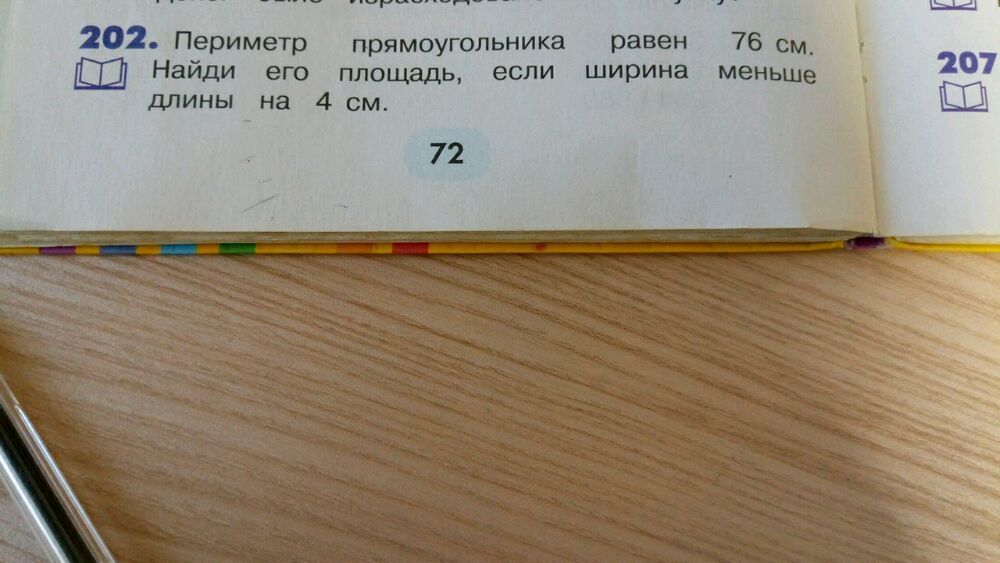 202. Периметр прямоугольника равен 76 см.
Найди его площадь, если ширина меньше
длины на 4 см.
72
207